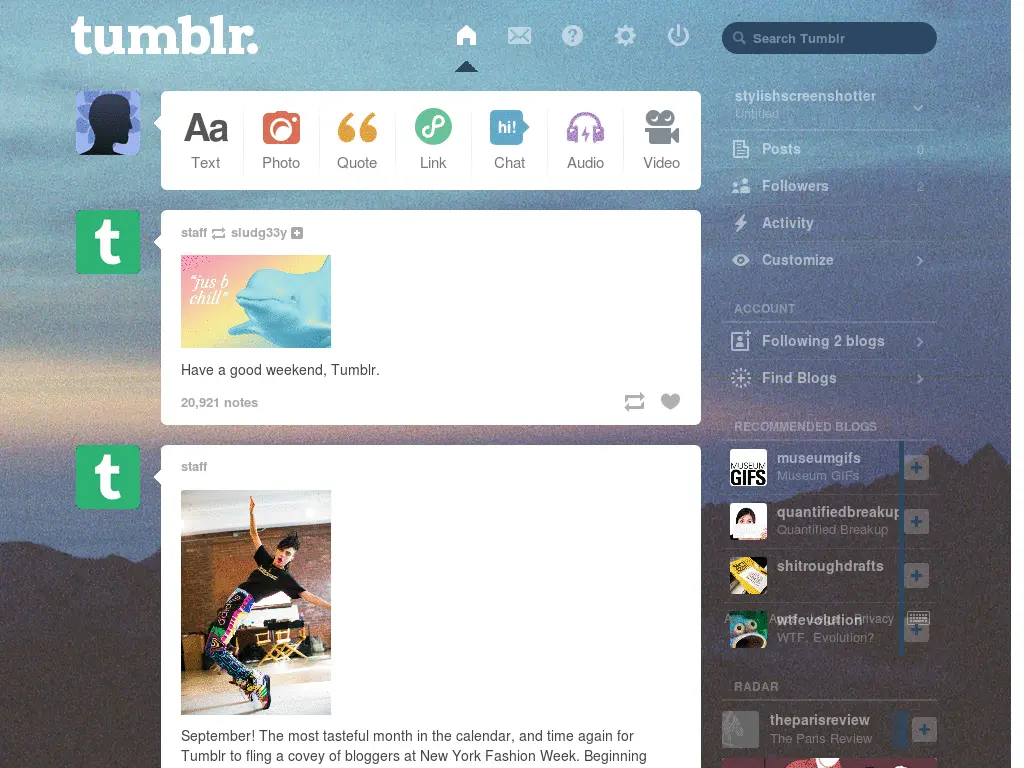 tumblr.
Search Tumblr
Aa
Text
Photo
Quote
Link
hi!
Chat
Audio
Video
t
staff sludg33y
"jus b
chill"
Have a good weekend, Tumblr.
20,921 notes
t
staff
September! The most tasteful month in the calendar, and time again for
Tumblr to fling a covey of bloggers at New York Fashion Week. Beginning
stylishscreenshotter
Untitled
Posts 0
Followers 2
Activity
Customize
ACCOUNT
Following 2 blogs
Find Blogs
RECOMMENDED BLOGS
MUSEUM
GIFS
museumgifs
Museum GIFs
quantifiedbreakup
Quantified Breakup
shitroughdrafts
wtfevolution
Privacy
WTF, Evolution?
RADAR
theparisreview
The Paris Review